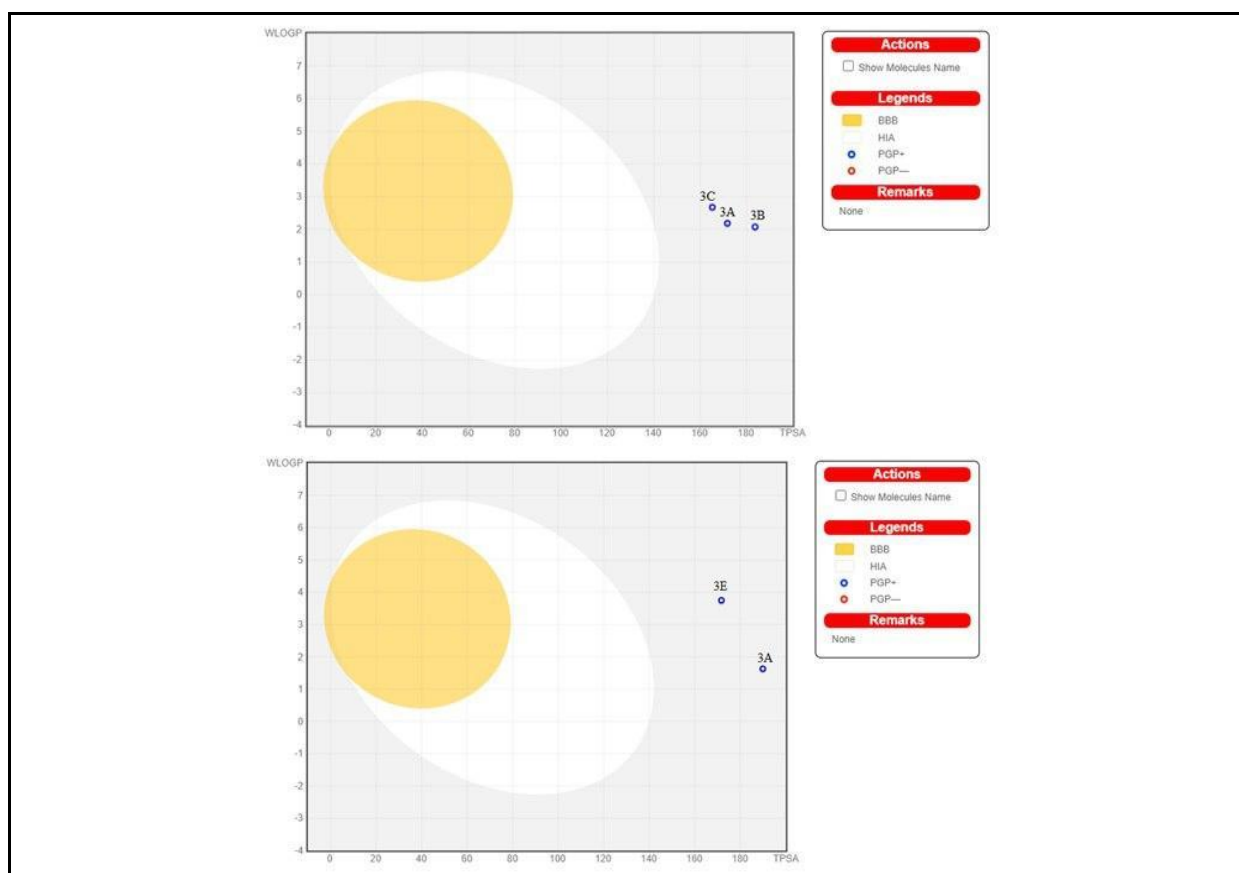 WLOGP
7
6
5
4
3
2
1
0
-1
-2
-3
-4
0 20 40 60 80 100 120 140 160 180 TPSA
3C
3A 3B
Actions
Show Molecules Name
Legends
BBB
HIA
PGP+
PGP—
Remarks
None
WLOGP
7
6
5
4
3
2
1
0
-1
-2
-3
-4
0 20 40 60 80 100 120 140 160 180 TPSA
3E
3A
Actions
Show Molecules Name
Legends
BBB
HIA
PGP+
PGP—
Remarks
None